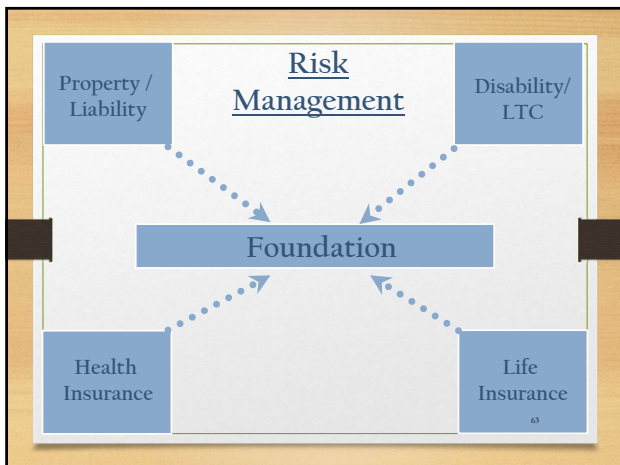 Risk
Management
Property /
Liability
Disability/
LTC
Foundation
Health
Insurance
Life
Insurance
63